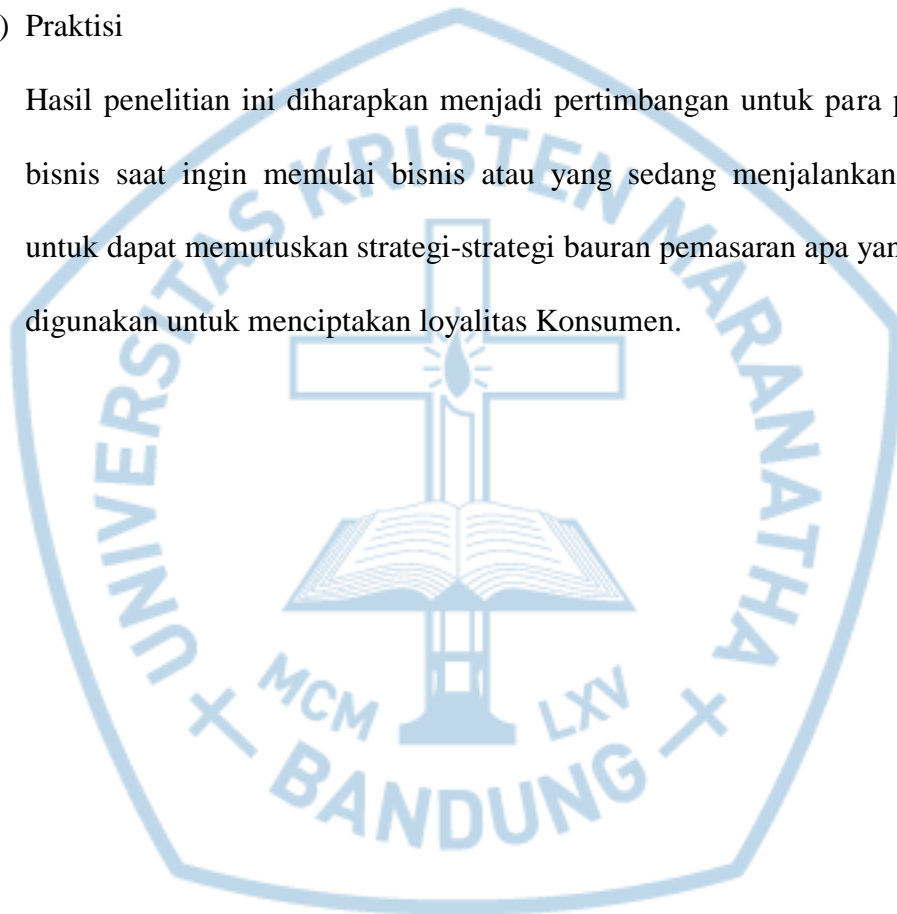 ) Praktisi
Hasil penelitian ini diharapkan menjadi pertimbangan untuk para p
bisnis saat ingin memulai bisnis atau yang sedang menjalankan
untuk dapat memutuskan strategi-strategi bauran pemasaran apa yan
digunakan untuk menciptakan loyalitas Konsumen.
UNIVERSITAS KRISTEN MARANATHA
MCM LXV
BANDUNG